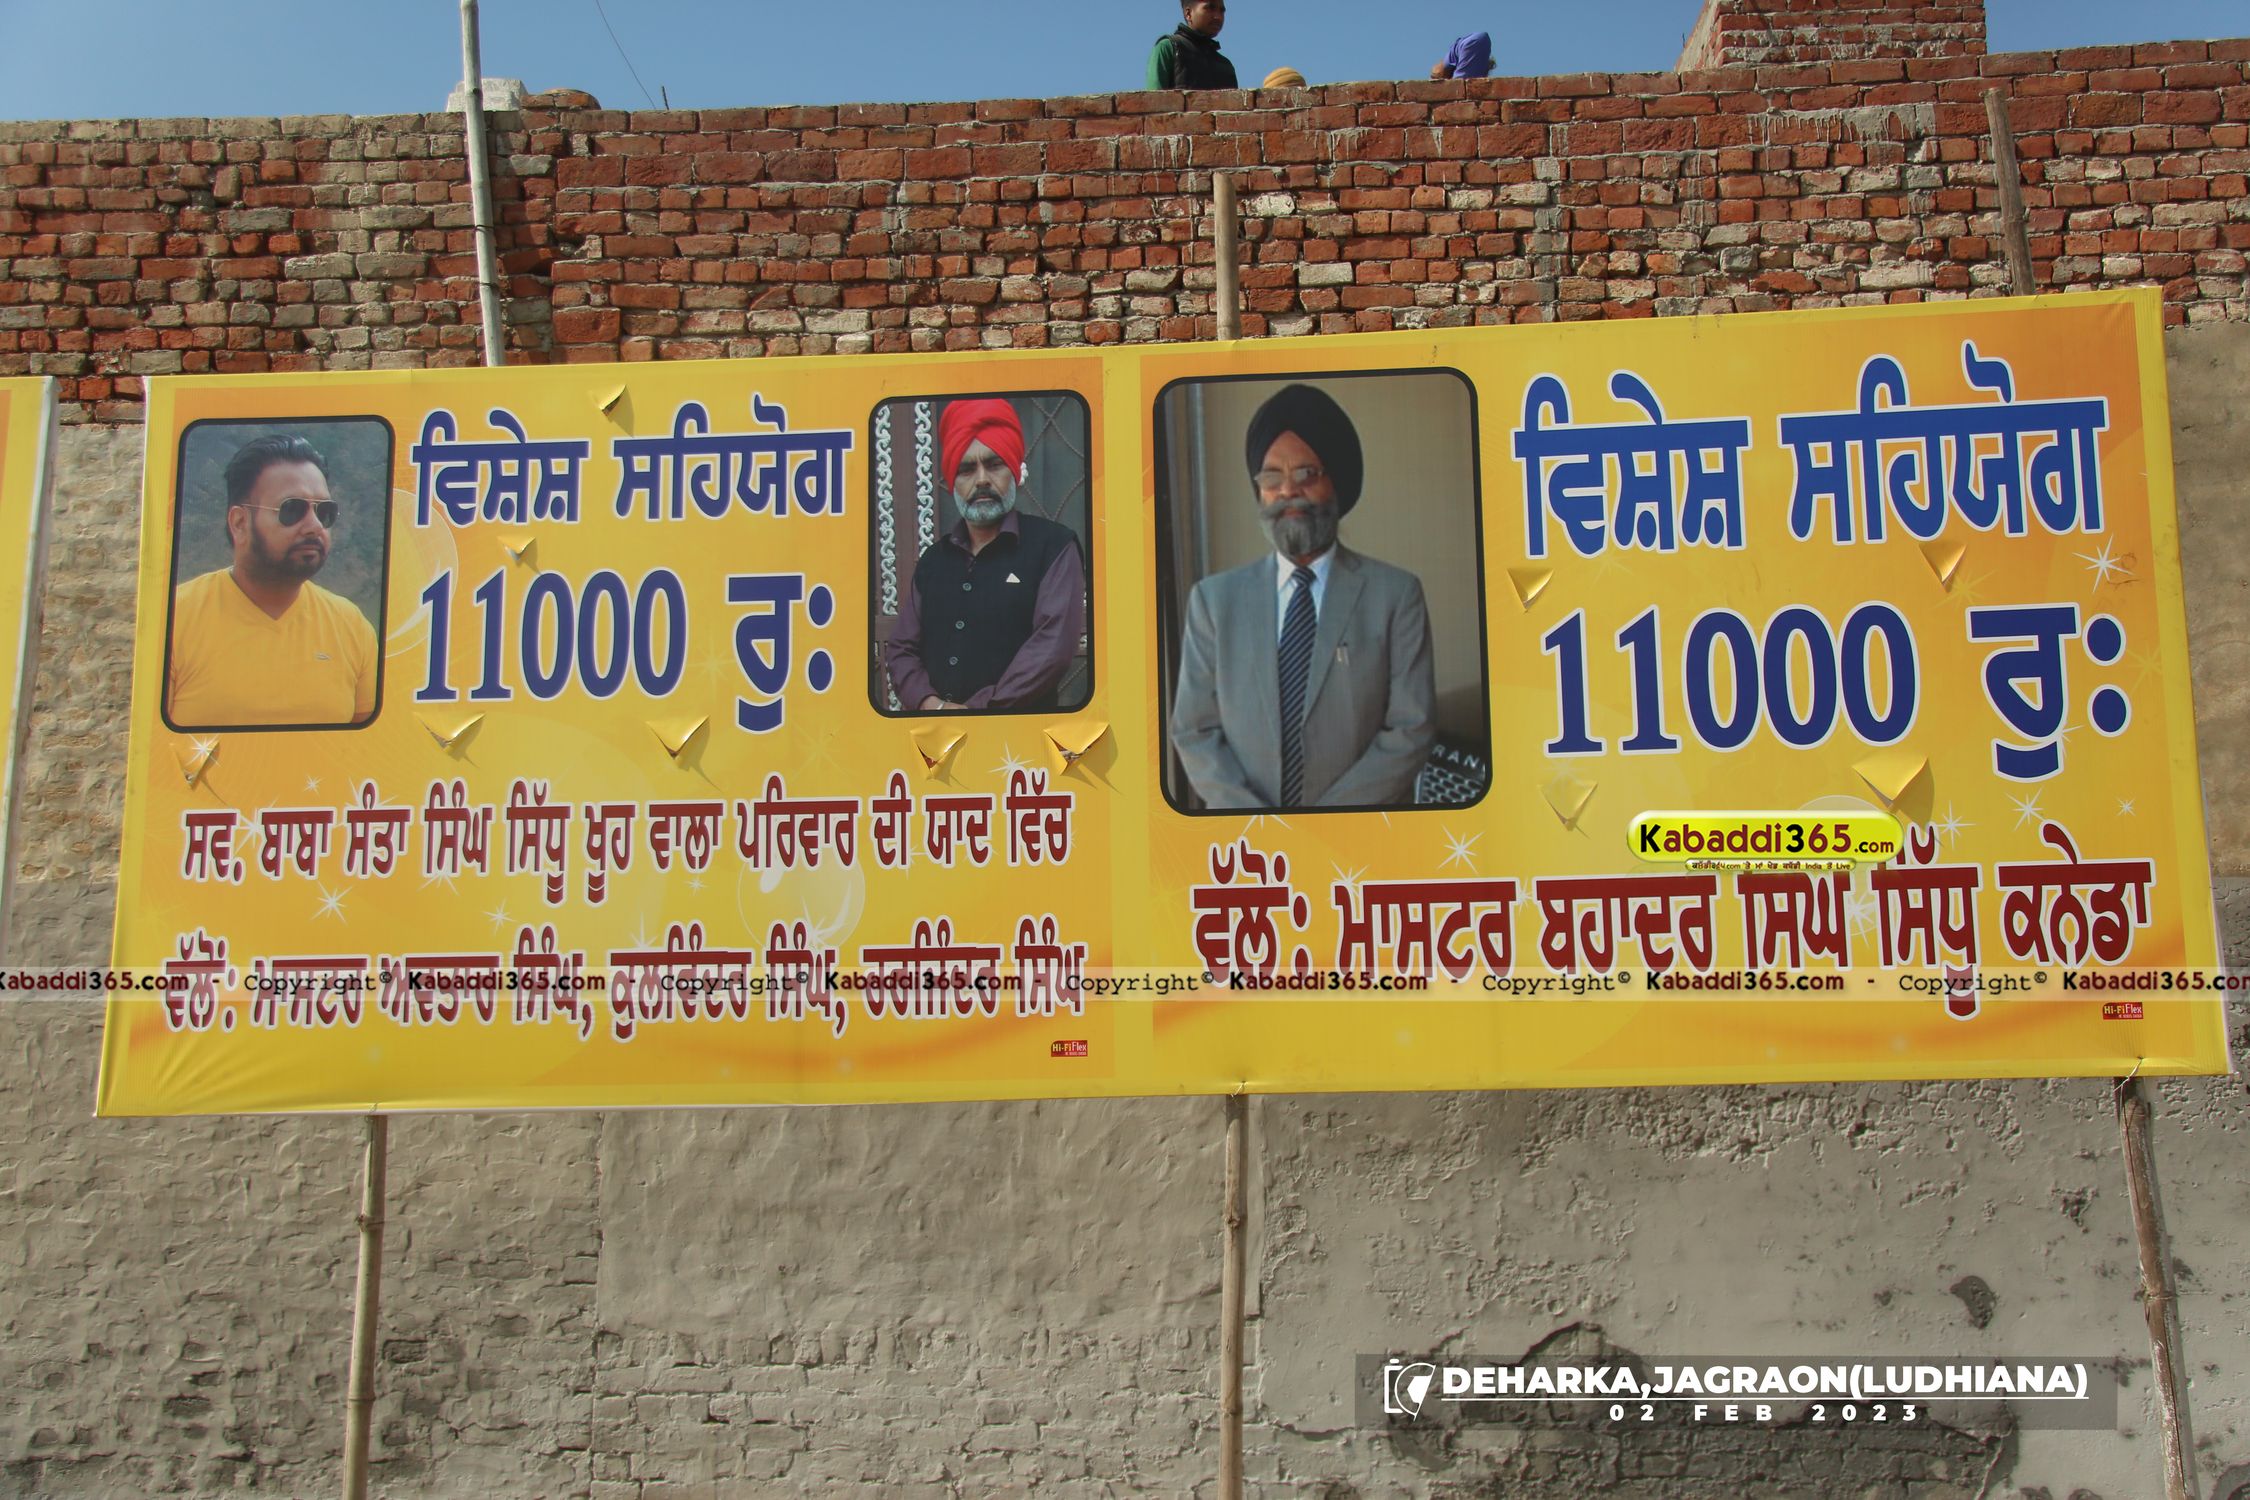 ਵਿਸ਼ੇਸ਼ ਸਹਿਯੋਗ
11000 ਰੁ:
ਸਵ. ਬਾਬਾ ਸੰਤਾ ਸਿੰਘ ਸਿੱਧੂ ਖੂਹ ਵਾਲਾ ਪਰਿਵਾਰ ਦੀ ਯਾਦ ਵਿੱਚ
ਵੱਲੋਂ: ਮਾਸਟਰ ਅਵਤਾਰ ਸਿੰਘ, ਕੁਲਵਿੰਦਰ ਸਿੰਘ, ਹਰਜਿੰਦਰ ਸਿੰਘ
Hi-Fi Flex
ਵਿਸ਼ੇਸ਼ ਸਹਿਯੋਗ
11000 ਰੁ:
RAN
Kabaddi365.com
ਵੱਲੋਂ: ਮਾਸਟਰ ਬਹਾਦਰ ਸਿੰਘ ਸਿੱਧੂ ਕਨੇਡਾ
Hi-Fi Flex
Kabaddi365.com - Copyright© Kabaddi365.com - Copyright© Kabaddi365.com - Copyright© Kabaddi365.com - Copyright© Kabaddi365.com - Copyright© Kabaddi365.com
DEHARKA,JAGRAON(LUDHIANA)
02 FEB 2023